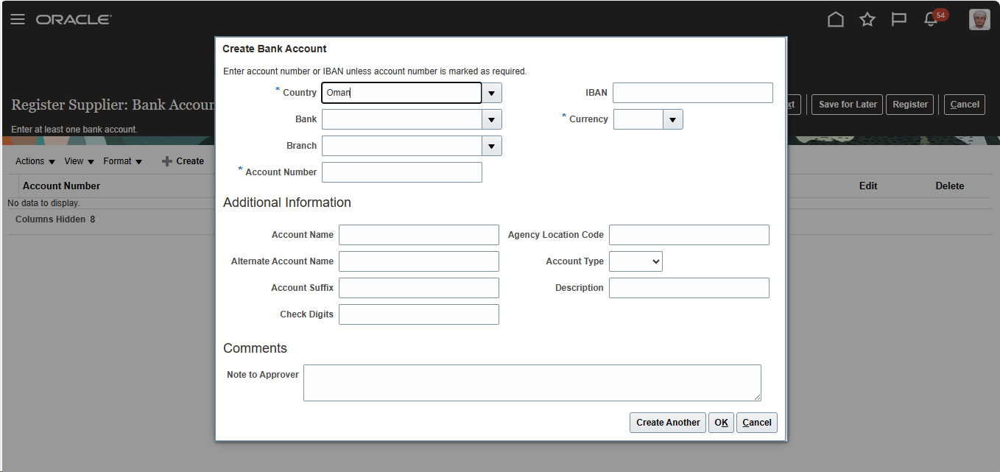 ORACLE
54
Register Supplier: Bank Accoun
Enter at least one bank account.
Save for Later
Register
Cancel
Actions View Format Create
Account Number Edit Delete
No data to display.
Columns Hidden 8
Create Bank Account
Enter account number or IBAN unless account number is marked as required.
* Country Oman IBAN
Bank * Currency
Branch
* Account Number
Additional Information
Account Name Agency Location Code
Alternate Account Name Account Type
Account Suffix Description
Check Digits
Comments
Note to Approver
Create Another OK Cancel